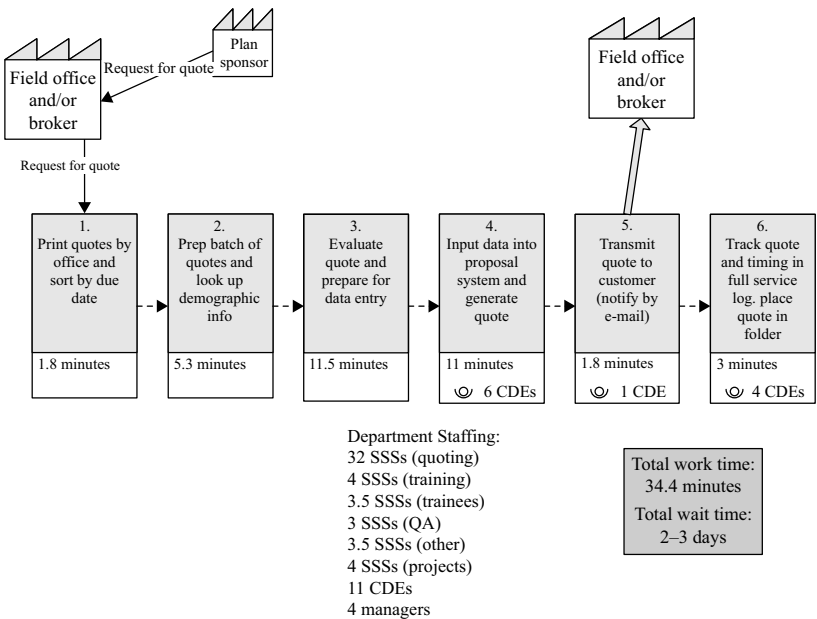 Plan
sponsor
Request for quote
Field office
and/or
broker
Request for quote
Field office
and/or
broker
1.
Print quotes by
office and
sort by due
date
1.8 minutes
2.
Prep batch of
quotes and
look up
demographic
info
5.3 minutes
3.
Evaluate
quote and
prepare for
data entry
11.5 minutes
4.
Input data into
proposal
system and
generate
quote
11 minutes
6 CDEs
5.
Transmit
quote to
customer
(notify by
e-mail)
1.8 minutes
1 CDE
6.
Track quote
and timing in
full service
log. place
quote in
folder
3 minutes
4 CDEs
Department Staffing:
32 SSSs (quoting)
4 SSSs (training)
3.5 SSSs (trainees)
3 SSSs (QA)
3.5 SSSs (other)
4 SSSs (projects)
11 CDEs
4 managers
Total work time:
34.4 minutes
Total wait time:
2–3 days